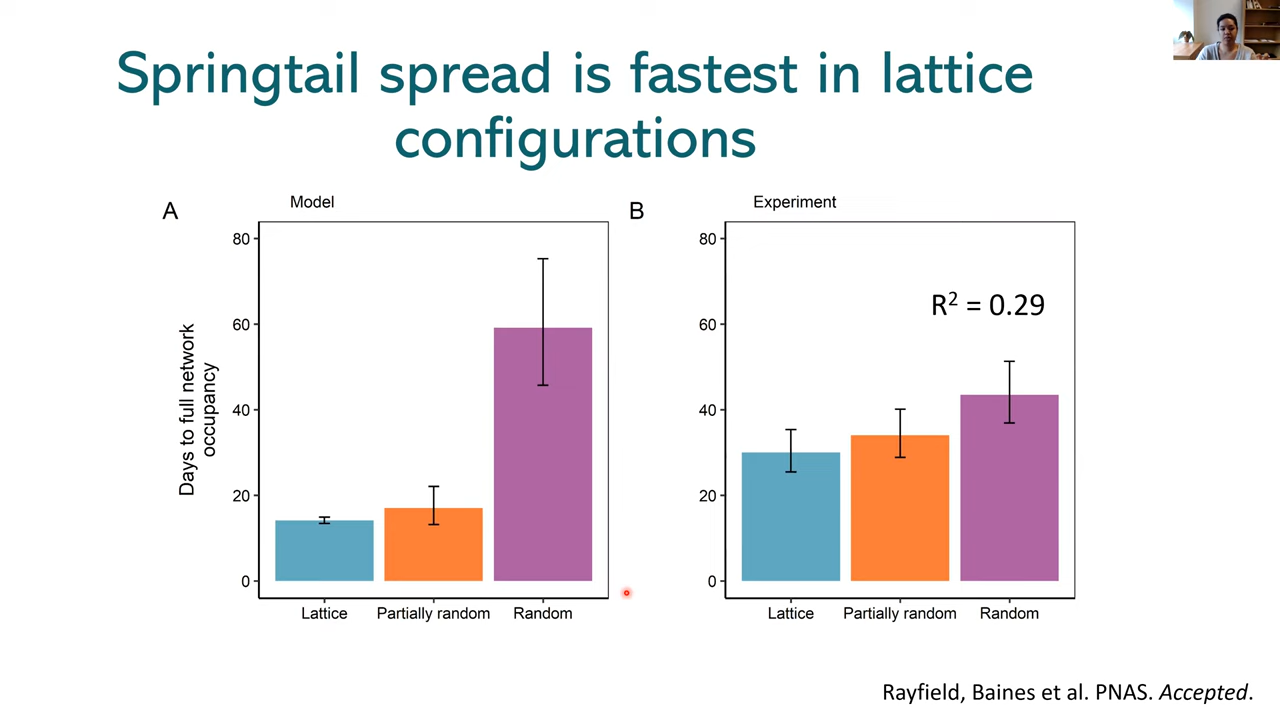 Springtail spread is fastest in lattice
configurations
A
Model
80
60
40
20
0
Days to full network
occupancy
Lattice
Partially random
Random
B
Experiment
80
60
40
20
0
R² = 0.29
Lattice
Partially random
Random
Rayfield, Baines et al. PNAS. Accepted.